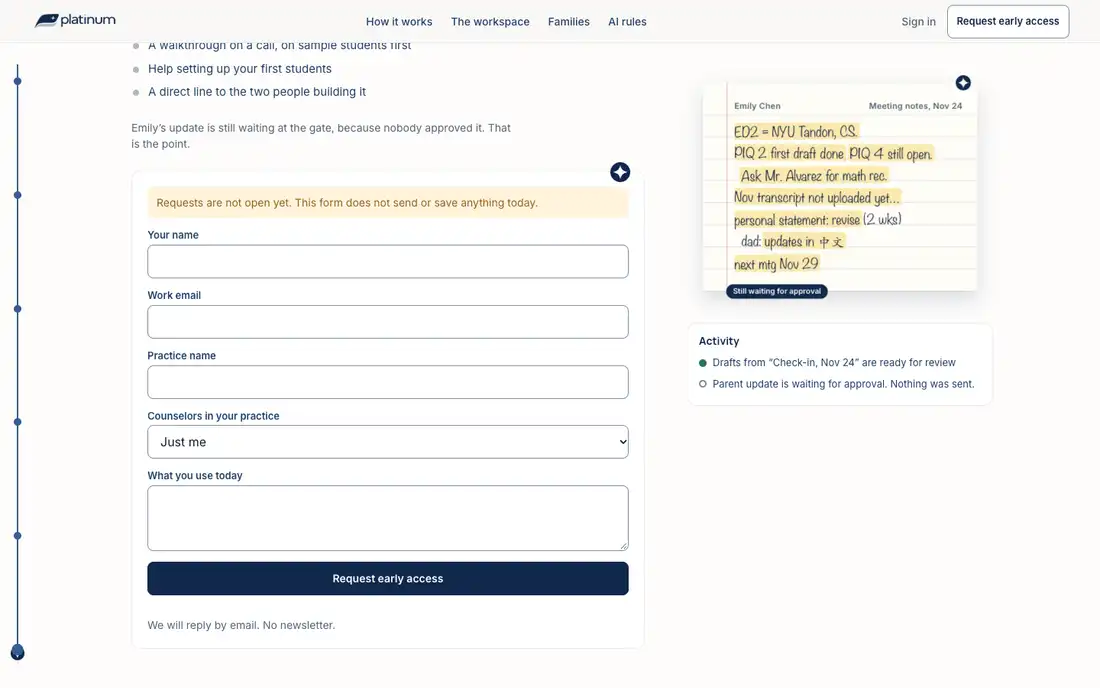 platinum
How it works
The workspace
Families
AI rules
Sign in
Request early access
A walkthrough on a call, on sample students first
Help setting up your first students
A direct line to the two people building it
Emily's update is still waiting at the gate, because nobody approved it. That
is the point.
Requests are not open yet. This form does not send or save anything today.
Your name
Work email
Practice name
Counselors in your practice
Just me
What you use today
Request early access
We will reply by email. No newsletter.
Emily Chen
Meeting notes, Nov 24
ED2 = NYU Tandon, CS.
PIQ 2 first draft done PIQ 4 still open.
Ask Mr. Alvarez for math rec.
Nov transcript not uploaded yet...
personal statement: revise (2 wks)
dad: updates in 中文
next mtg Nov 29
Still waiting for approval
Activity
Drafts from “Check-in, Nov 24” are ready for review
Parent update is waiting for approval. Nothing was sent.